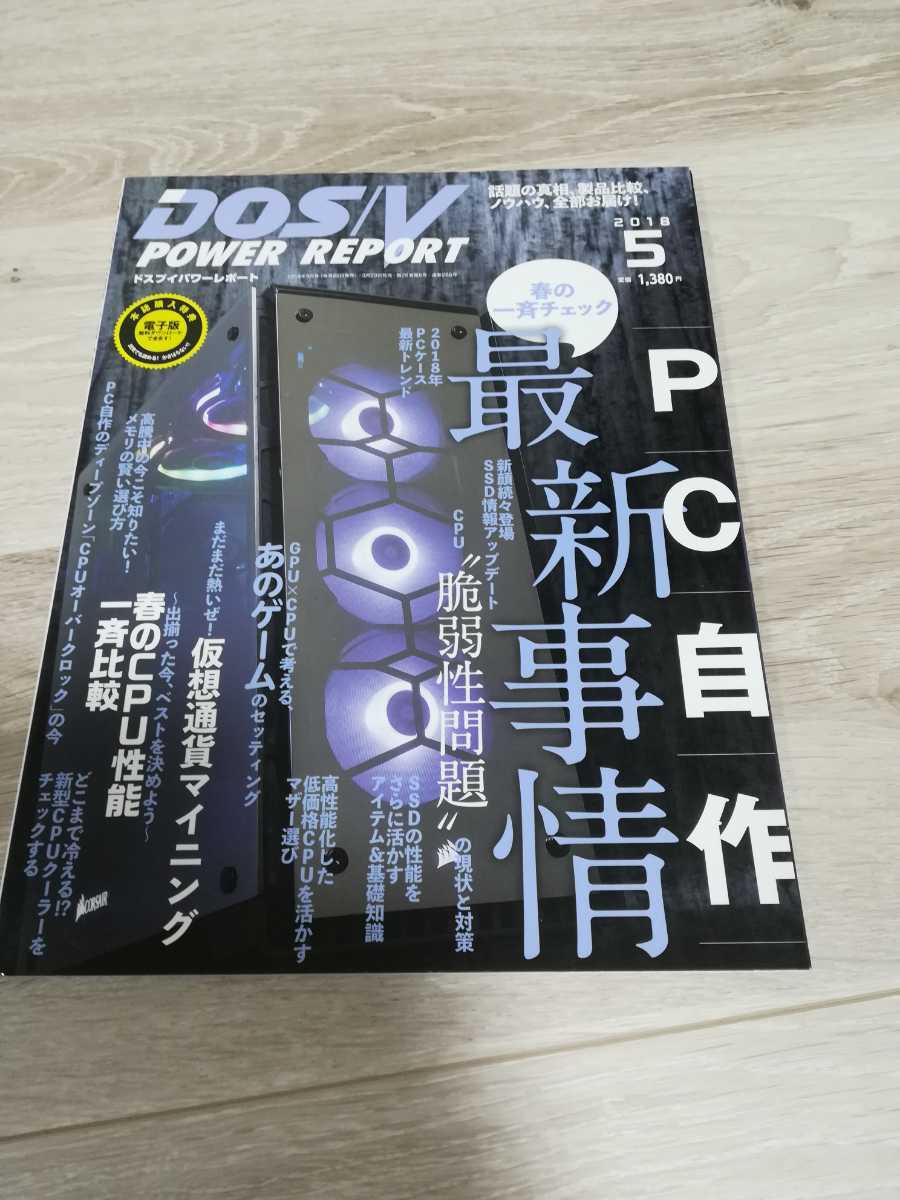 DOS/V
POWER REPORT
ドスブイパワーレポート
話題の真相、製品比較、
ノウハウ、全部お届け!
2018
5
定価 1,380円
本誌購入特典
電子版
無料ダウンロード
できます!
春の
一斉チェック
PC自作
最新事情
2018年
PCケース
最新トレンド
新顔続々登場
SSD情報アップデート
CPU
“脆弱性問題”の現状と対策
GPU×CPUで考える、
あのゲームのセッティング
SSDの性能を
さらに活かす
アイテム&基礎知識
高性能化した
低価格CPUを活かす
マザー選び
まだまだ熱いぜ!
仮想通貨マイニング
~出揃った今、ベストを決めよう~
春のCPU性能
一斉比較
高騰中の今こそ知りたい!
メモリの賢い選び方
PC自作のディープゾーン「CPUオーバークロック」の今
どこまで冷える!?
新型CPUクーラーを
チェックする
CORSAIR